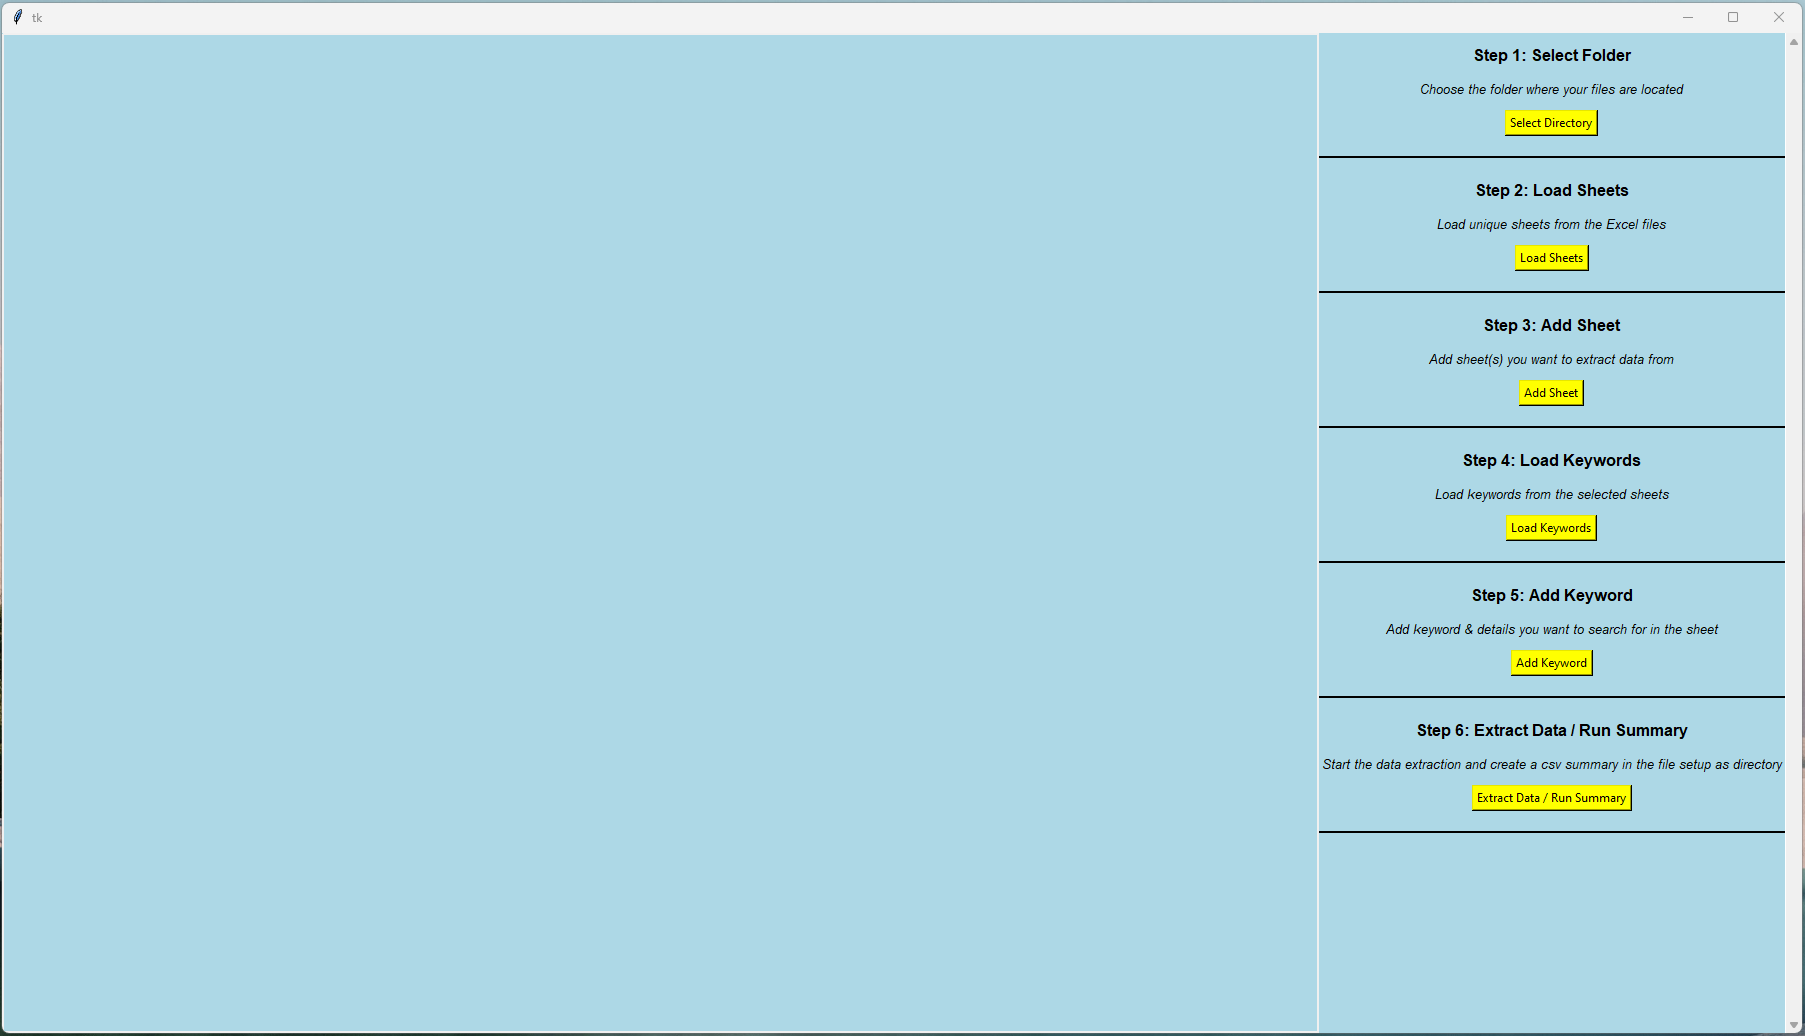 tk
Step 1: Select Folder
Choose the folder where your files are located
Select Directory
Step 2: Load Sheets
Load unique sheets from the Excel files
Load Sheets
Step 3: Add Sheet
Add sheet(s) you want to extract data from
Add Sheet
Step 4: Load Keywords
Load keywords from the selected sheets
Load Keywords
Step 5: Add Keyword
Add keyword & details you want to search for in the sheet
Add Keyword
Step 6: Extract Data / Run Summary
Start the data extraction and create a csv summary in the file setup as directory
Extract Data / Run Summary